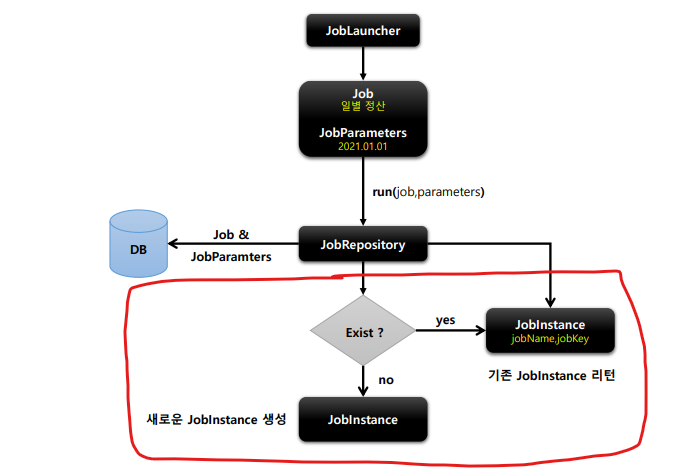 JobLauncher
Job
일별 정산
JobParameters
2021.01.01
run(job,parameters)
Job &
JobParamters
DB
JobRepository
Exist ?
yes
JobInstance
jobName,jobKey
기존 JobInstance 리턴
no
새로운 JobInstance 생성
JobInstance